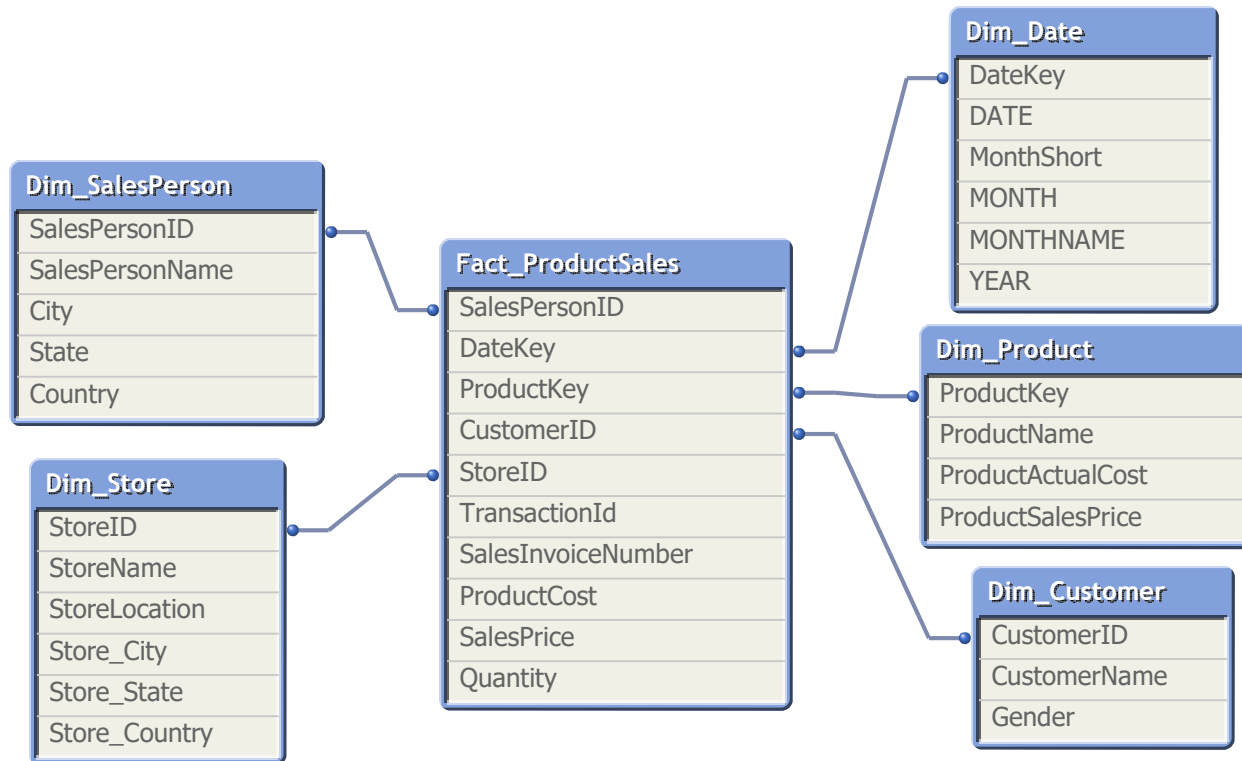 Dim_Date
DateKey
DATE
MonthShort
MONTH
MONTHNAME
YEAR
Dim_SalesPerson
SalesPersonID
SalesPersonName
City
State
Country
Fact_ProductSales
SalesPersonID
DateKey
ProductKey
CustomerID
StoreID
TransactionId
SalesInvoiceNumber
ProductCost
SalesPrice
Quantity
Dim_Product
ProductKey
ProductName
ProductActualCost
ProductSalesPrice
Dim_Store
StoreID
StoreName
StoreLocation
Store_City
Store_State
Store_Country
Dim_Customer
CustomerID
CustomerName
Gender